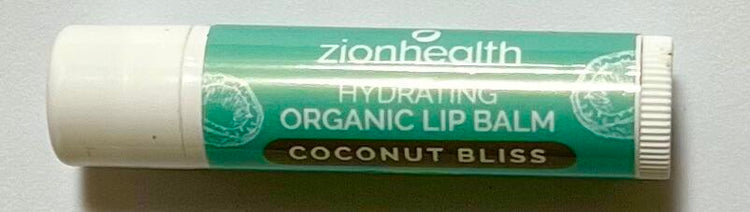 zionhealth
HYDRATING
ORGANIC LIP BALM
COCONUT BLISS